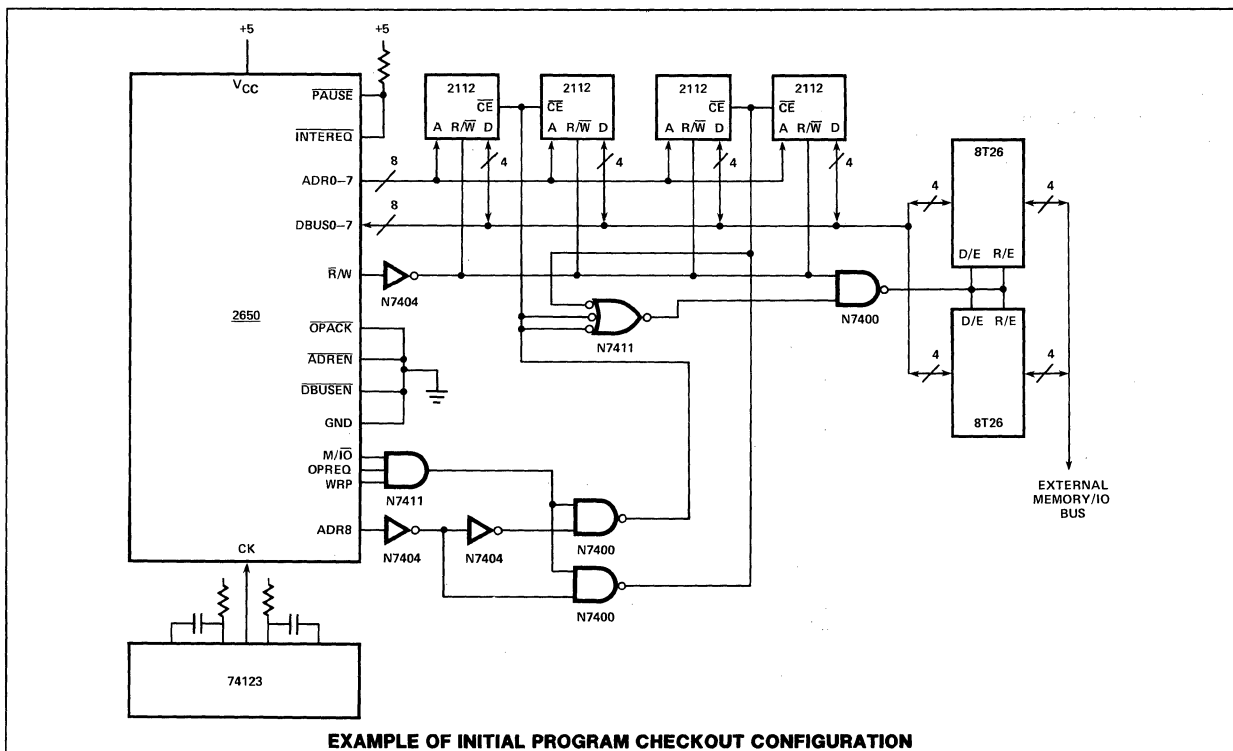 +5
+5
VCC
PAUSE
INTEREQ
ADR0–7
8
DBUS0–7
8
R/W
N7404
2650
OPACK
ADREN
DBUSEN
GND
M/IO
OPREQ
WRP
N7411
ADR8
N7404
N7404
N7400
N7400
CK
74123
2112
CE
A R/W D
4
2112
CE
A R/W D
4
2112
CE
A R/W D
4
2112
CE
A R/W D
4
N7411
N7400
8T26
4
4
D/E R/E
D/E R/E
4
4
8T26
EXTERNAL
MEMORY/IO
BUS
EXAMPLE OF INITIAL PROGRAM CHECKOUT CONFIGURATION